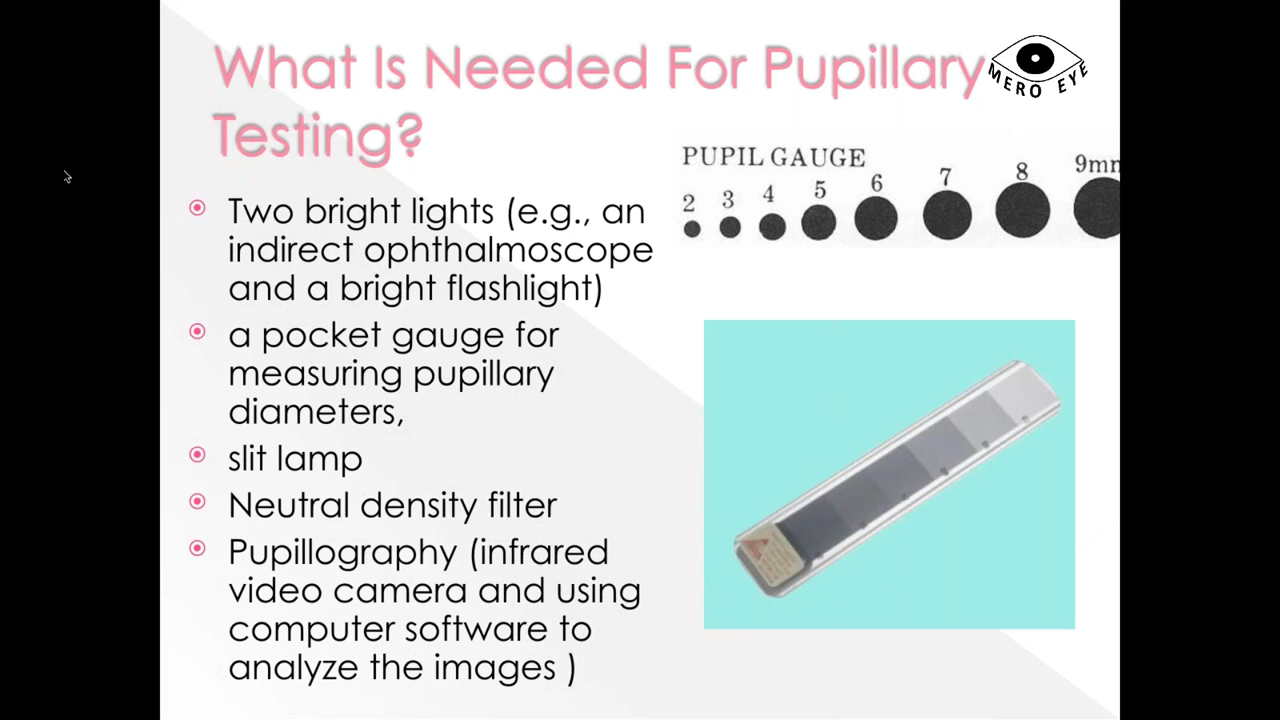 What Is Needed For Pupillary
Testing?
MERO EYE
PUPIL GAUGE
2 3 4 5 6 7 8 9mm
Two bright lights (e.g., an
indirect ophthalmoscope
and a bright flashlight)
a pocket gauge for
measuring pupillary
diameters,
slit lamp
Neutral density filter
Pupillography (infrared
video camera and using
computer software to
analyze the images )